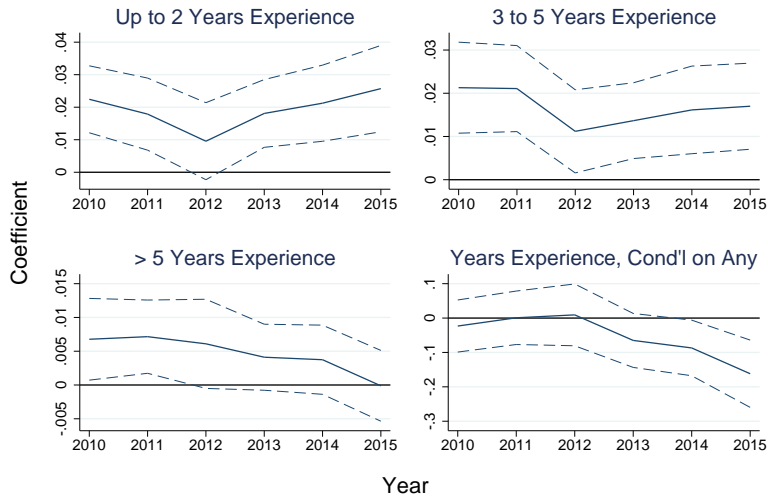 Up to 2 Years Experience
.04
.03
.02
.01
0
2010 2011 2012 2013 2014 2015
3 to 5 Years Experience
.03
.02
.01
0
2010 2011 2012 2013 2014 2015
> 5 Years Experience
.015
.01
.005
0
-.005
2010 2011 2012 2013 2014 2015
Years Experience, Cond'l on Any
.1
0
-.1
-.2
-.3
2010 2011 2012 2013 2014 2015
Coefficient
Year